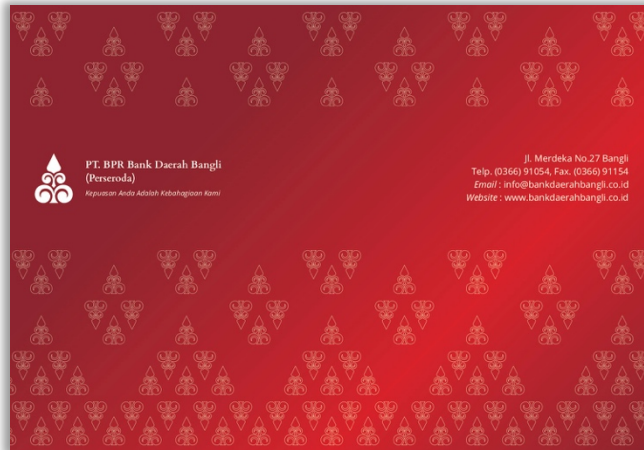 PT. BPR Bank Daerah Bangli
(Perseroda)
Kepuasan Anda Adalah Kebahagiaan Kami
Jl. Merdeka No.27 Bangli
Telp. (0366) 91054, Fax. (0366) 91154
Email : info@bankdaerahbangli.co.id
Website : www.bankdaerahbangli.co.id